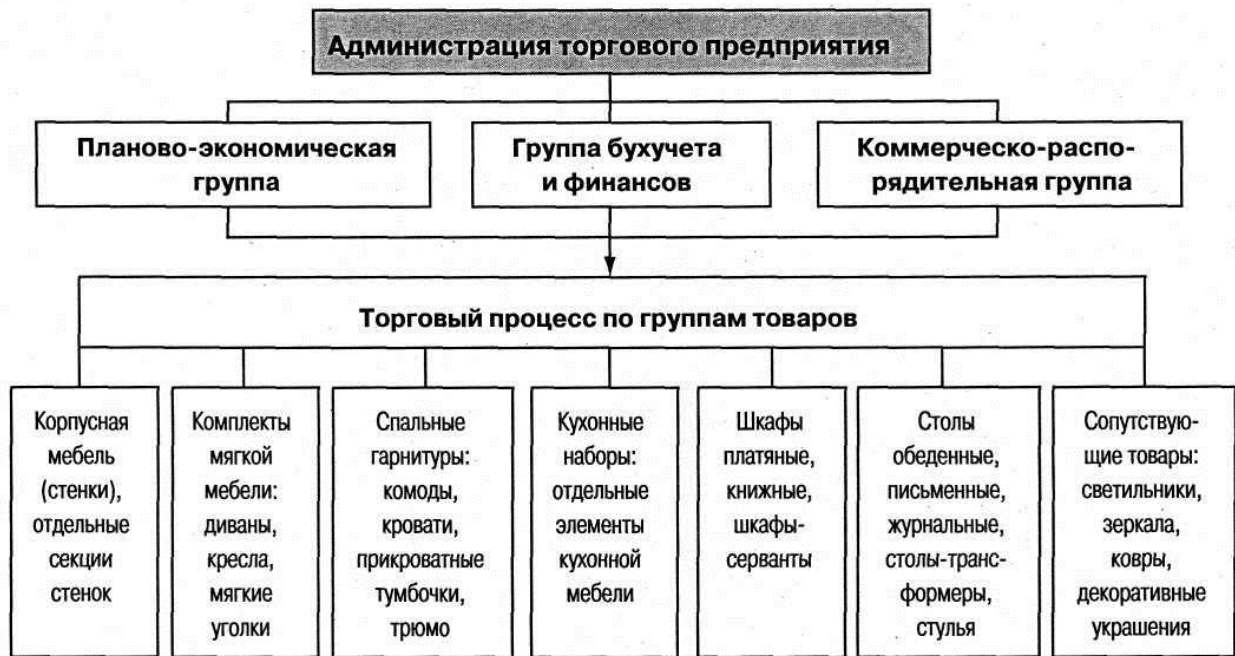 Администрация торгового предприятия
Планово-экономическая
группа
Группа бухучета
и финансов
Коммерческо-распо-
рядительная группа
Торговый процесс по группам товаров
Корпусная
мебель
(стенки),
отдельные
секции
стенок
Комплекты
мягкой
мебели:
диваны,
кресла,
мягкие
уголки
Спальные
гарнитуры:
комоды,
кровати,
прикроватные
тумбочки,
трюмо
Кухонные
наборы:
отдельные
элементы
кухонной
мебели
Шкафы
платяные,
книжные,
шкафы-
серванты
Столы
обеденные,
письменные,
журнальные,
столы-транс-
формеры,
стулья
Сопутствую-
щие товары:
светильники,
зеркала,
ковры,
декоративные
украшения